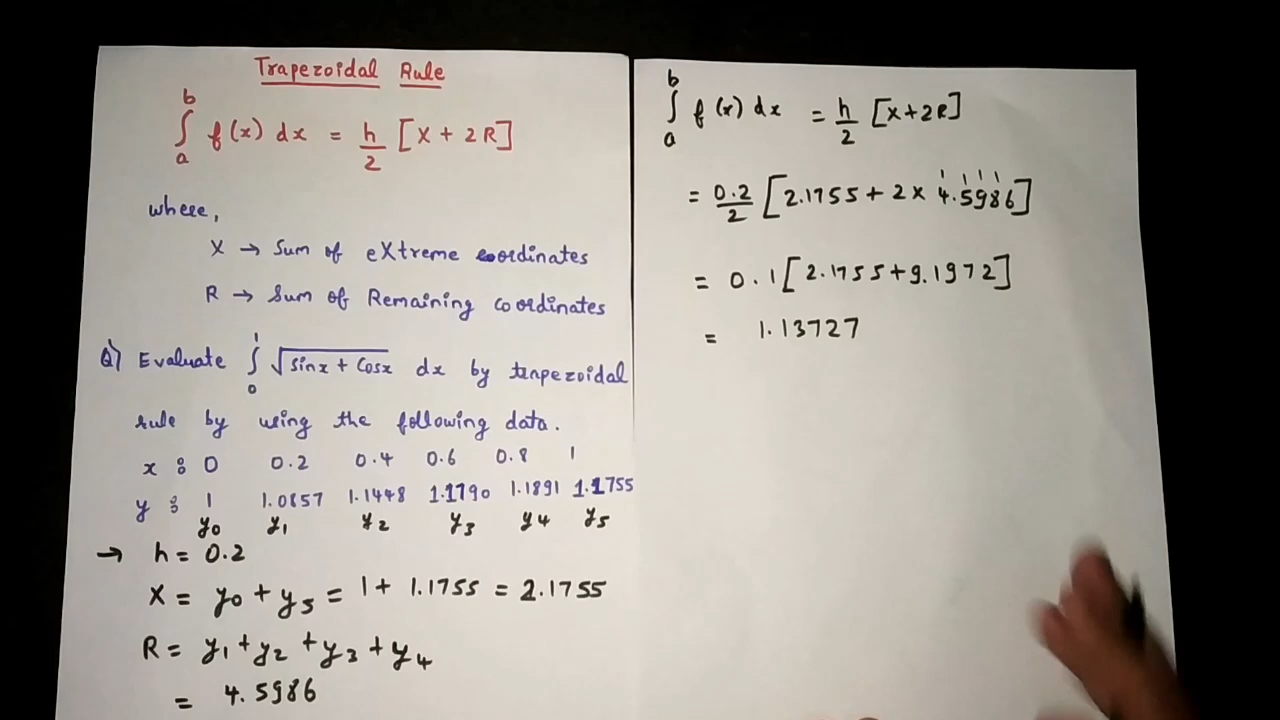 Trapezoidal Rule
b
∫ f(x) dx = h/2 [X + 2R]
a
where,
X → Sum of eXtreme coordinates
R → Sum of Remaining coordinates
Q) Evaluate ∫₀¹ √sinx + cosx dx by trapezoidal
rule by using the following data.
x : 0 0.2 0.4 0.6 0.8 1
y : 1 1.0857 1.1448 1.1790 1.1891 1.1755
y₀ y₁ y₂ y₃ y₄ y₅
→ h = 0.2
X = y₀ + y₅ = 1 + 1.1755 = 2.1755
R = y₁ + y₂ + y₃ + y₄
= 4.5986
b
∫ f(x) dx = h/2 [X+2R]
a
= 0.2/2 [2.1755 + 2 × 4.5986]
= 0.1 [2.1755 + 9.1972]
= 1.13727